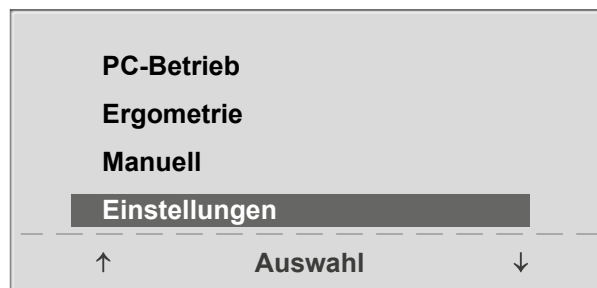 PC-Betrieb
Ergometrie
Manuell
Einstellungen
↑ Auswahl ↓